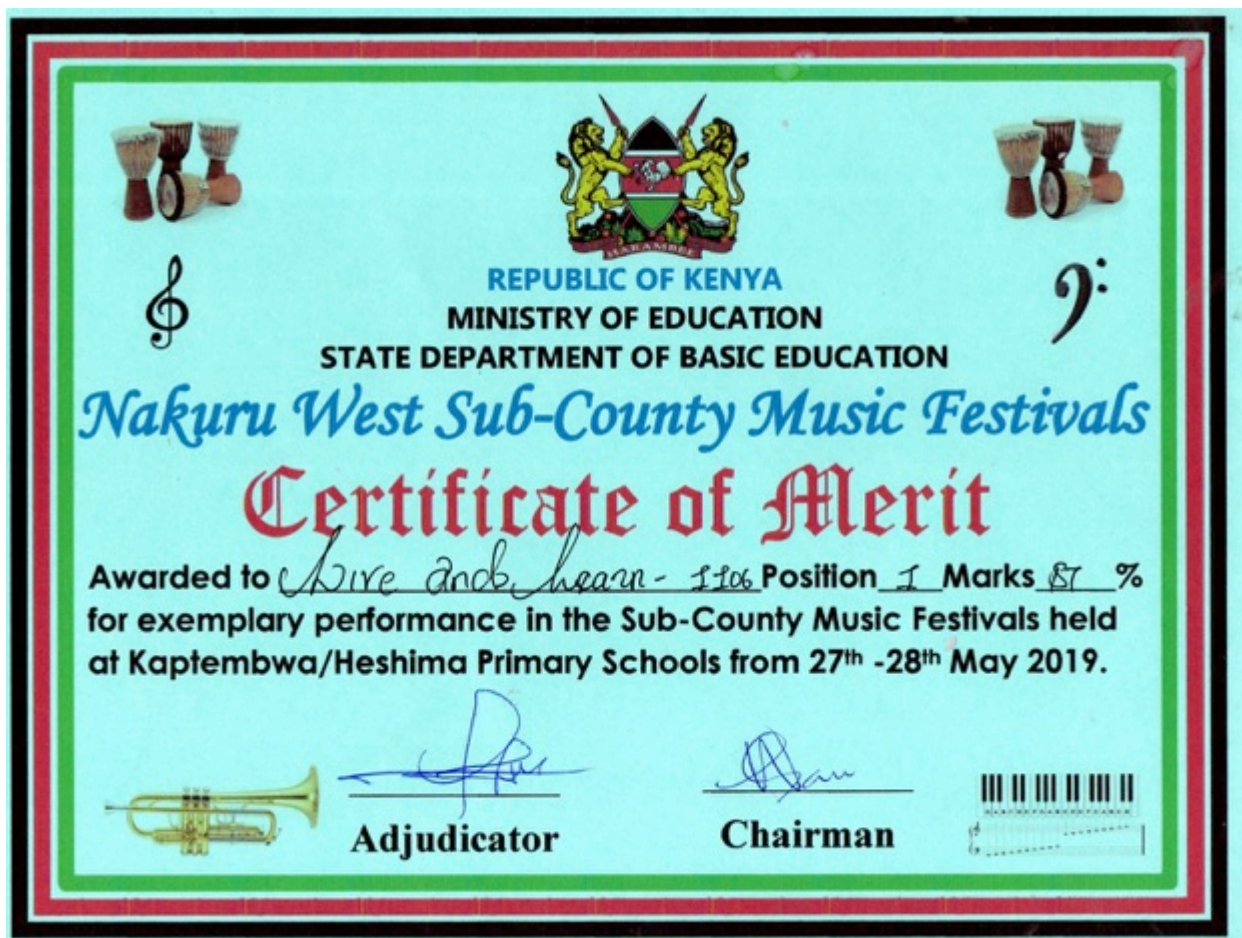 HARAMBEE
REPUBLIC OF KENYA
MINISTRY OF EDUCATION
STATE DEPARTMENT OF BASIC EDUCATION
Nakuru West Sub-County Music Festivals
Certificate of Merit
Awarded to Live and Learn - 1106 Position 1 Marks 87 %
for exemplary performance in the Sub-County Music Festivals held
at Kaptembwa/Heshima Primary Schools from 27th -28th May 2019.
Adjudicator Chairman